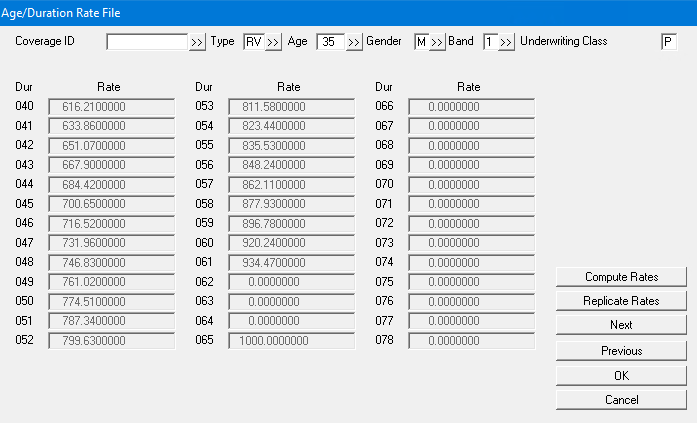 Age/Duration Rate File
Coverage ID >> Type RV >> Age 35 >> Gender M >> Band 1 >> Underwriting Class P
Dur Rate Dur Rate Dur Rate
040 616.2100000 053 811.5800000 066 0.0000000
041 633.8600000 054 823.4400000 067 0.0000000
042 651.0700000 055 835.5300000 068 0.0000000
043 667.9000000 056 848.2400000 069 0.0000000
044 684.4200000 057 862.1100000 070 0.0000000
045 700.6500000 058 877.9300000 071 0.0000000
046 716.5200000 059 896.7800000 072 0.0000000
047 731.9600000 060 920.2400000 073 0.0000000
048 746.8300000 061 934.4700000 074 0.0000000
049 761.0200000 062 0.0000000 075 0.0000000
050 774.5100000 063 0.0000000 076 0.0000000
051 787.3400000 064 0.0000000 077 0.0000000
052 799.6300000 065 1000.0000000 078 0.0000000
Compute Rates
Replicate Rates
Next
Previous
OK
Cancel